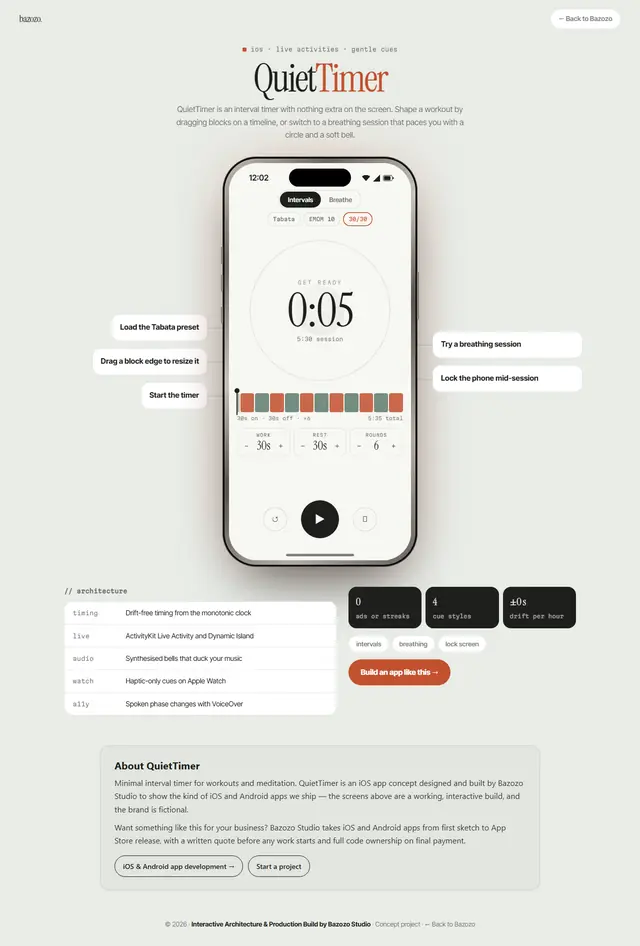 bazozo.
← Back to Bazozo
ios · live activities · gentle cues
QuietTimer
QuietTimer is an interval timer with nothing extra on the screen. Shape a workout by
dragging blocks on a timeline, or switch to a breathing session that paces you with a
circle and a soft bell.
12:02
Intervals Breathe
Tabata EMOM 10 30/30
GET READY
0:05
5:30 session
Load the Tabata preset
Drag a block edge to resize it
Start the timer
Try a breathing session
Lock the phone mid-session
30s on · 30s off · ×6 5:35 total
WORK REST ROUNDS
− 30s + − 30s + − 6 +
// architecture
timing Drift-free timing from the monotonic clock
live ActivityKit Live Activity and Dynamic Island
audio Synthesised bells that duck your music
watch Haptic-only cues on Apple Watch
a11y Spoken phase changes with VoiceOver
0 4 ±0s
ads or streaks cue styles drift per hour
intervals breathing lock screen
Build an app like this →
About QuietTimer
Minimal interval timer for workouts and meditation. QuietTimer is an iOS app concept designed and built by Bazozo
Studio to show the kind of iOS and Android apps we ship — the screens above are a working, interactive build, and
the brand is fictional.
Want something like this for your business? Bazozo Studio takes iOS and Android apps from first sketch to App
Store release, with a written quote before any work starts and full code ownership on final payment.
iOS & Android app development → Start a project
© 2026 · Interactive Architecture & Production Build by Bazozo Studio · Concept project · ← Back to Bazozo